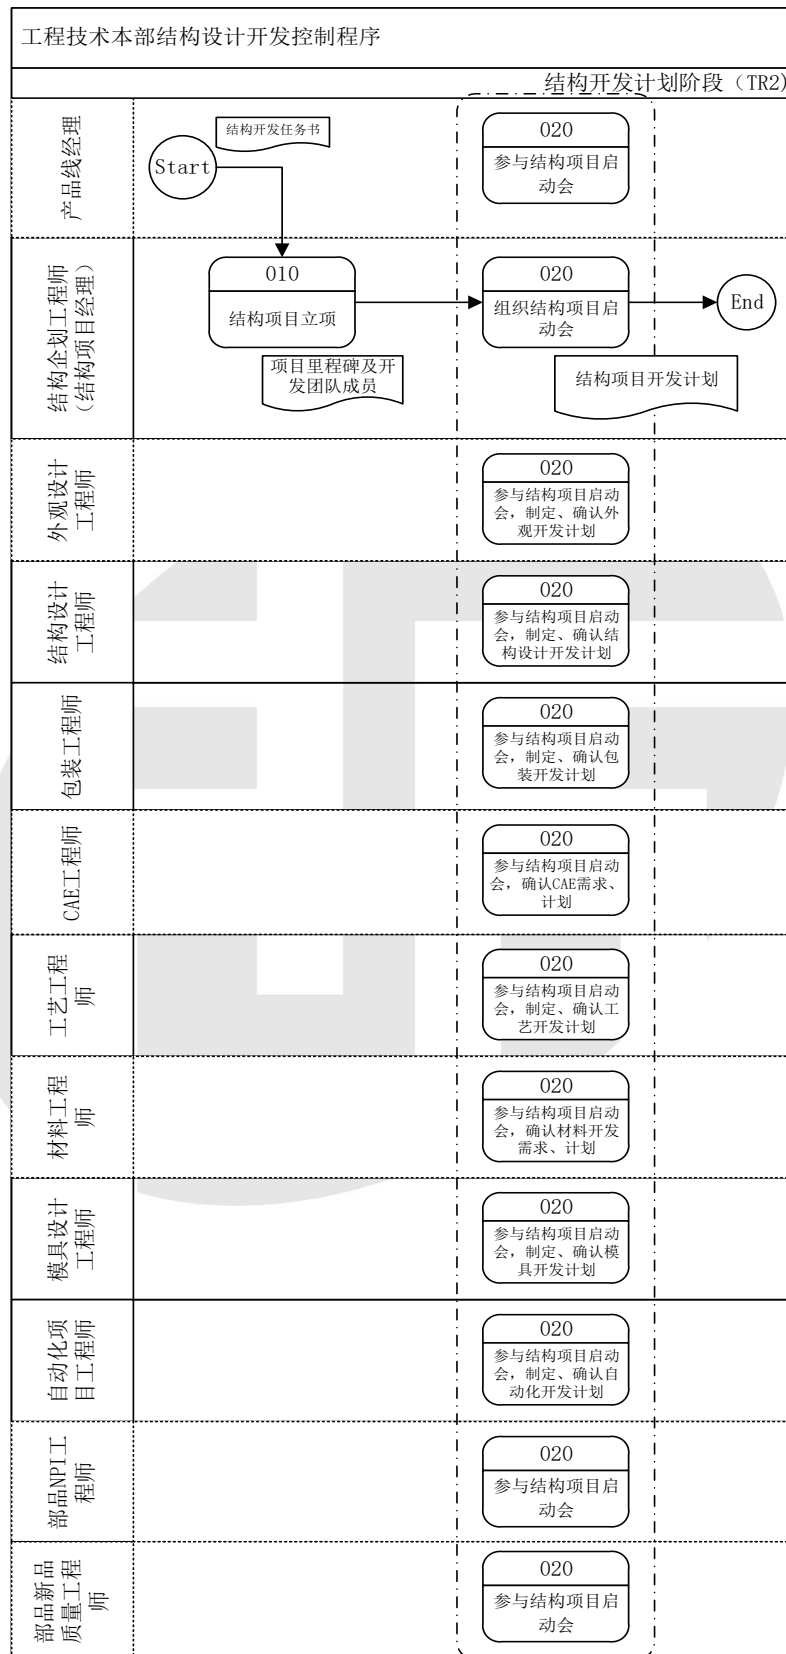 工程技术本部结构设计开发控制程序
结构开发计划阶段（TR2）
产品线经理
Start
结构开发任务书
020
参与结构项目启
动会
结构企划工程师
（结构项目经理）
010
结构项目立项
项目里程碑及开
发团队成员
020
组织结构项目启
动会
结构项目开发计划
End
外观设计
工程师
020
参与结构项目启动
会，制定、确认外
观开发计划
结构设计
工程师
020
参与结构项目启动
会，制定、确认结
构设计开发计划
包装工程师
020
参与结构项目启动
会，制定、确认包
装开发计划
CAE工程师
020
参与结构项目启动
会，确认CAE需求、
计划
工艺工程
师
020
参与结构项目启动
会，制定、确认工
艺开发计划
材料工程
师
020
参与结构项目启动
会，确认材料开发
需求、计划
模具设计
工程师
020
参与结构项目启动
会，制定、确认模
具开发计划
自动化项
目工程师
020
参与结构项目启动
会，制定、确认自
动化开发计划
部品NPI工
程师
020
参与结构项目启
动会
部品新品
质量工程
师
020
参与结构项目启
动会